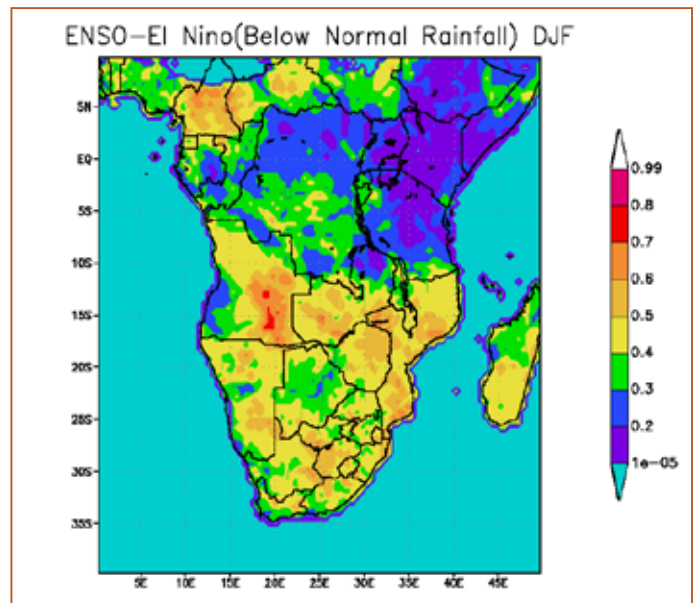 ENSO-El Nino(Below Normal Rainfall) DJF
5N
EQ
5S
10S
15S
20S
25S
30S
35S
5E 10E 15E 20E 25E 30E 35E 40E 45E
0.99
0.8
0.7
0.6
0.5
0.4
0.3
0.2
1e-05